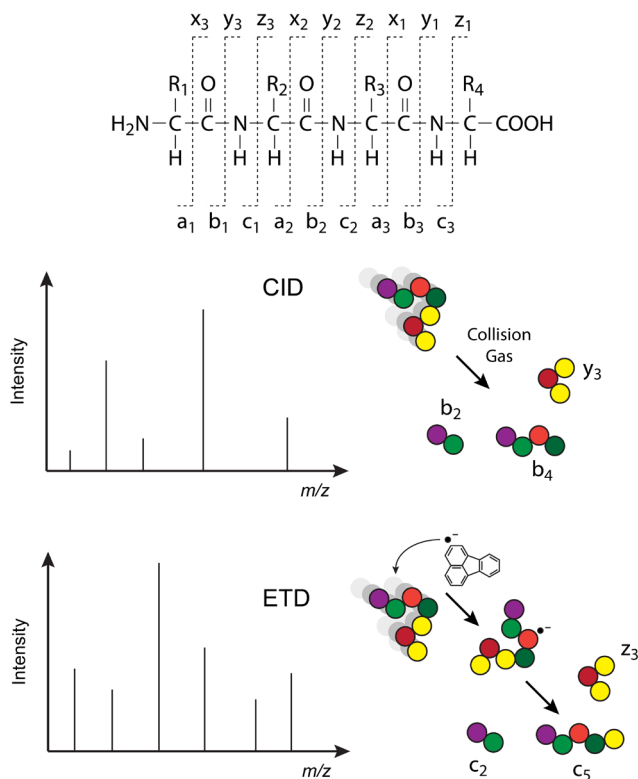 x3 y3 z3 x2 y2 z2 x1 y1 z1
R1 O R2 O R3 O R4
H2N C C N C C N C C N C COOH
H H H H H H H
a1 b1 c1 a2 b2 c2 a3 b3 c3
CID
Intensity
m/z
Collision
Gas
y3
b2
b4
ETD
Intensity
m/z
z3
c2
c5